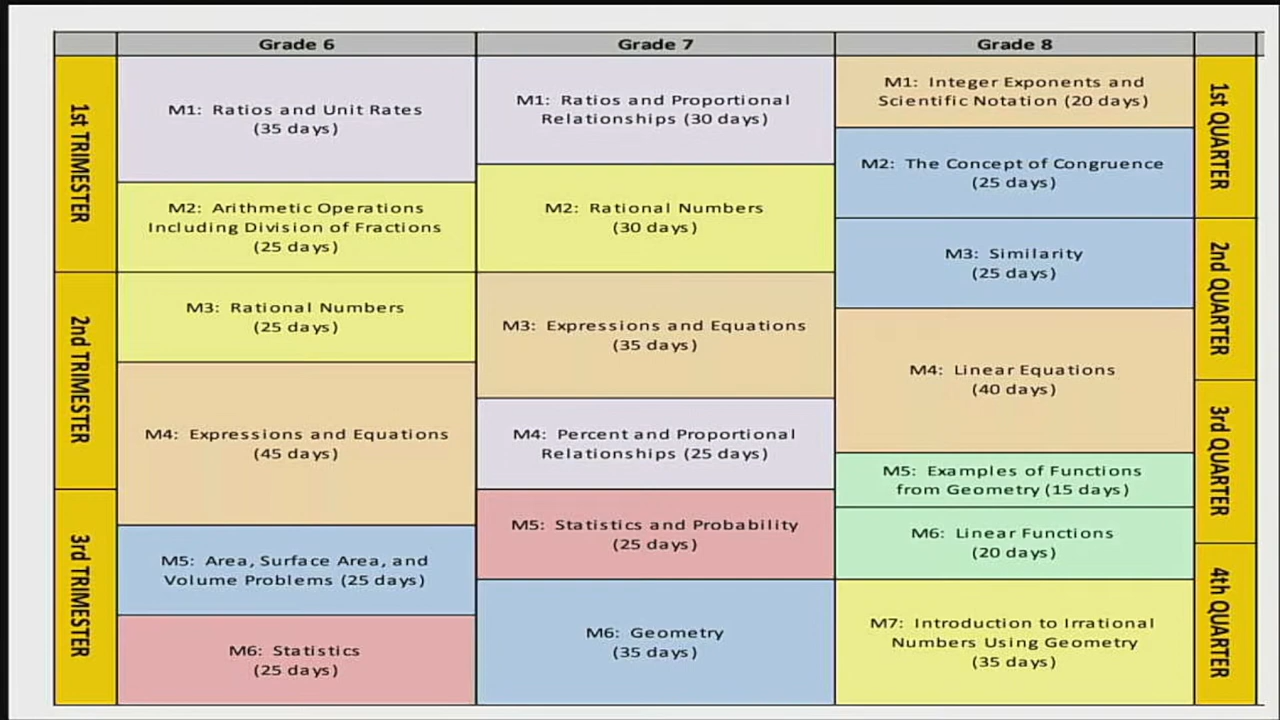 Grade 6
Grade 7
Grade 8
1st TRIMESTER
2nd TRIMESTER
3rd TRIMESTER
M1: Ratios and Unit Rates
(35 days)
M2: Arithmetic Operations
Including Division of Fractions
(25 days)
M3: Rational Numbers
(25 days)
M4: Expressions and Equations
(45 days)
M5: Area, Surface Area, and
Volume Problems (25 days)
M6: Statistics
(25 days)
M1: Ratios and Proportional
Relationships (30 days)
M2: Rational Numbers
(30 days)
M3: Expressions and Equations
(35 days)
M4: Percent and Proportional
Relationships (25 days)
M5: Statistics and Probability
(25 days)
M6: Geometry
(35 days)
M1: Integer Exponents and
Scientific Notation (20 days)
M2: The Concept of Congruence
(25 days)
M3: Similarity
(25 days)
M4: Linear Equations
(40 days)
M5: Examples of Functions
from Geometry (15 days)
M6: Linear Functions
(20 days)
M7: Introduction to Irrational
Numbers Using Geometry
(35 days)
1st QUARTER
2nd QUARTER
3rd QUARTER
4th QUARTER